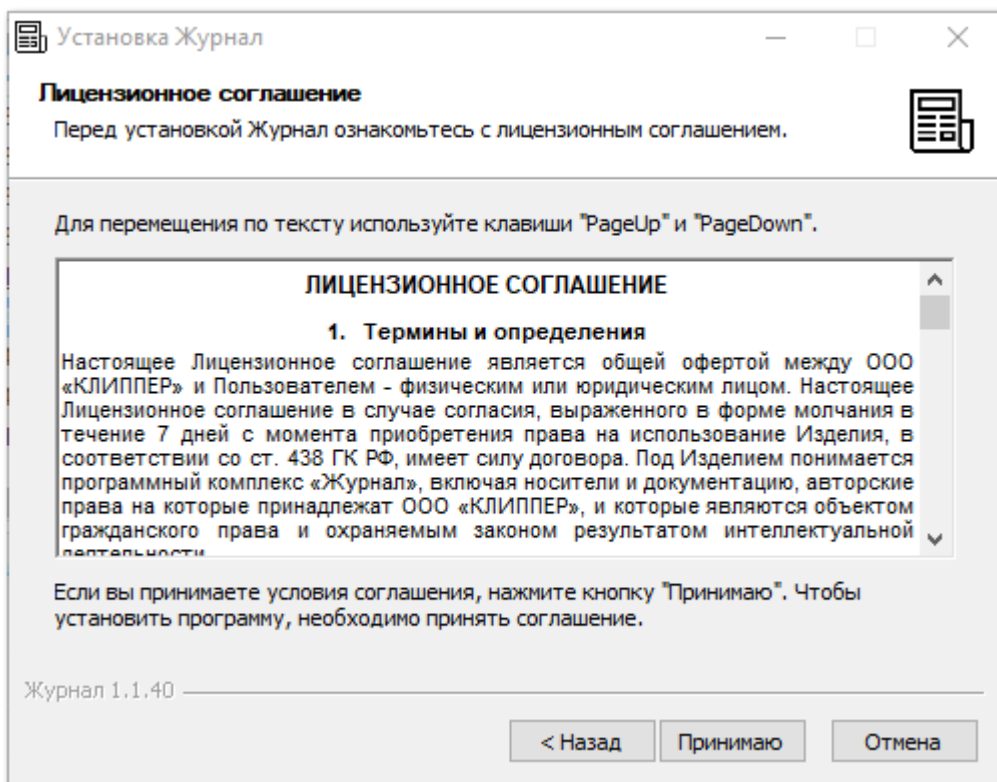 Установка Журнал
Лицензионное соглашение
Перед установкой Журнал ознакомьтесь с лицензионным соглашением.
Для перемещения по тексту используйте клавиши "PageUp" и "PageDown".
ЛИЦЕНЗИОННОЕ СОГЛАШЕНИЕ
1. Термины и определения
Настоящее Лицензионное соглашение является общей офертой между ООО
«КЛИППЕР» и Пользователем - физическим или юридическим лицом. Настоящее
Лицензионное соглашение в случае согласия, выраженного в форме молчания в
течение 7 дней с момента приобретения права на использование Изделия, в
соответствии со ст. 438 ГК РФ, имеет силу договора. Под Изделием понимается
программный комплекс «Журнал», включая носители и документацию, авторские
права на которые принадлежат ООО «КЛИППЕР», и которые являются объектом
гражданского права и охраняемым законом результатом интеллектуальной
деятельности.
Если вы принимаете условия соглашения, нажмите кнопку "Принимаю". Чтобы
установить программу, необходимо принять соглашение.
Журнал 1.1.40
< Назад
Принимаю
Отмена